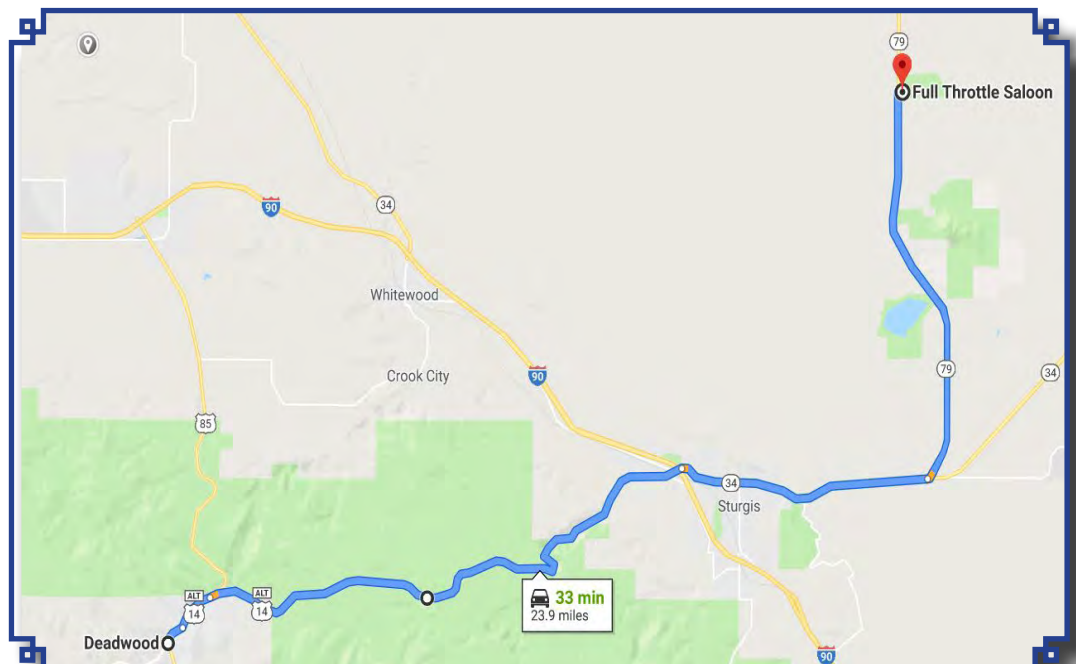 79
Full Throttle Saloon
90
34
Whitewood
Crook City
90
79
34
85
34
Sturgis
ALT
14
ALT
14
33 min
23.9 miles
Deadwood
90